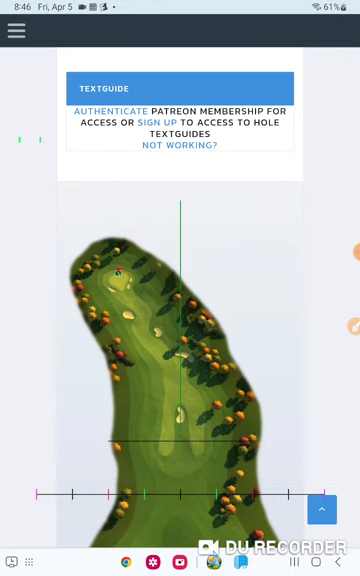 8:46 Fri, Apr 5
61%
TEXTGUIDE
AUTHENTICATE PATREON MEMBERSHIP FOR
ACCESS OR SIGN UP TO ACCESS TO HOLE
TEXTGUIDES
NOT WORKING?
DU RECORDER